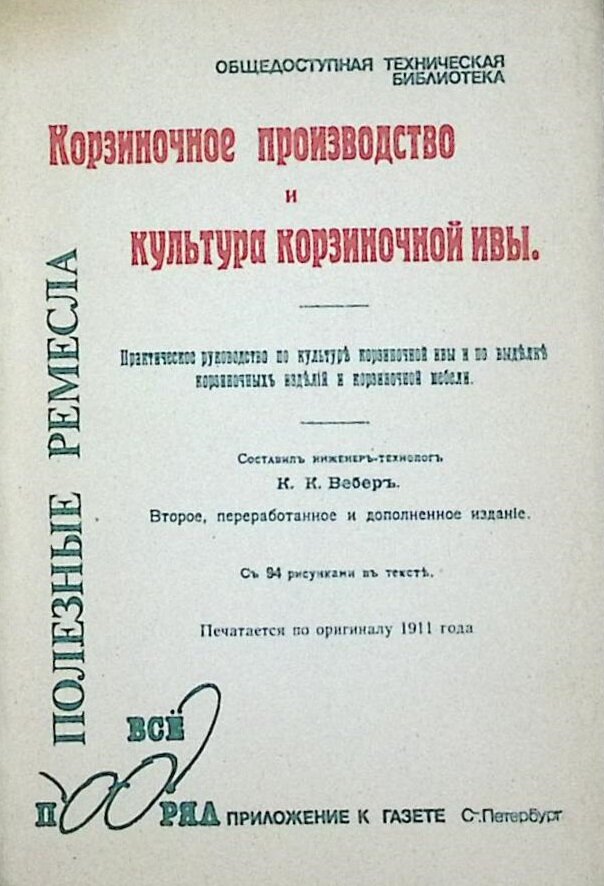 ОБЩЕДОСТУПНАЯ ТЕХНИЧЕСКАЯ
БИБЛИОТЕКА
Корзиночное производство
и
культура корзиночной ивы.
Практическое руководство по культурѣ корзиночной ивы и по выдѣлкѣ
корзиночныхъ издѣлій и корзиночной мебели.
Составилъ инженеръ-технологъ
К. К. Веберъ.
Второе, переработанное и дополненное изданіе.
Съ 94 рисунками въ текстѣ.
Печатается по оригиналу 1911 года
ПОЛЕЗНЫЕ РЕМЕСЛА
ВСЁ
ПООРЯД
ПРИЛОЖЕНИЕ К ГАЗЕТЕ С.Петербург